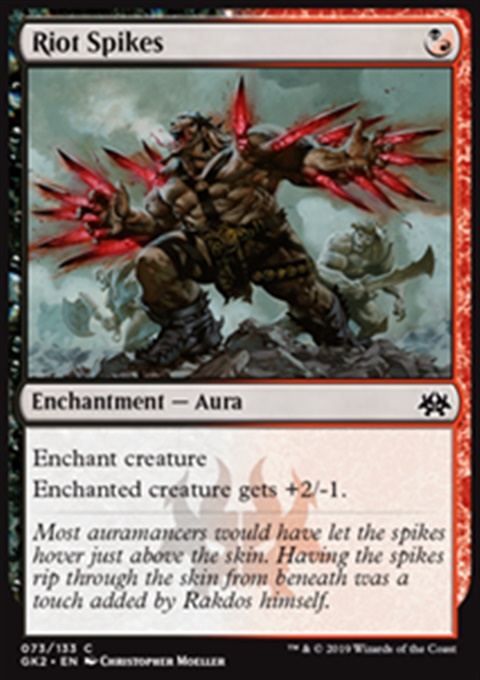 Riot Spikes
Enchantment — Aura
Enchant creature
Enchanted creature gets +2/-1.
Most auramancers would have let the spikes
hover just above the skin. Having the spikes
rip through the skin from beneath was a
touch added by Rakdos himself.
073/133 C
GK2 • EN Christopher Moeller
™ & © 2019 Wizards of the Coast